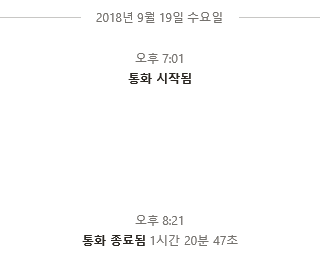 2018년 9월 19일 수요일
오후 7:01
통화 시작됨
오후 8:21
통화 종료됨 1시간 20분 47초